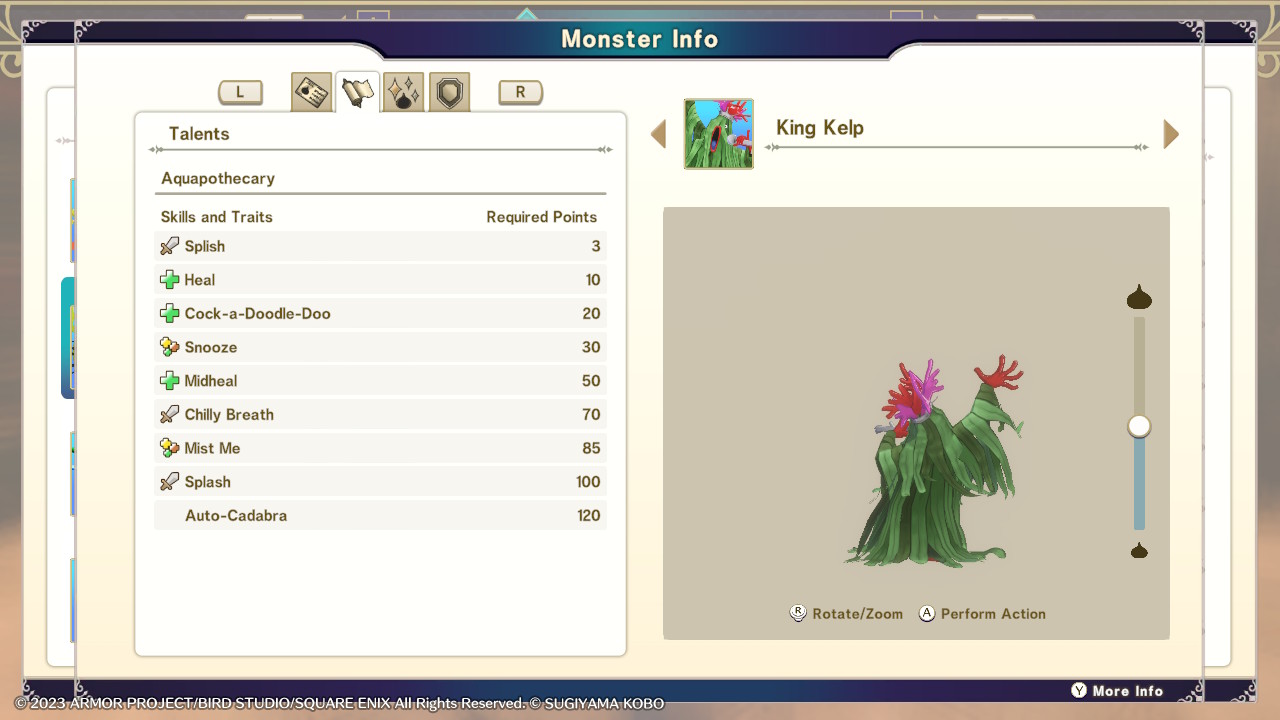 Monster Info
L
R
Talents
King Kelp
Aquapothecary
Skills and Traits Required Points
Splish 3
Heal 10
Cock-a-Doodle-Doo 20
Snooze 30
Midheal 50
Chilly Breath 70
Mist Me 85
Splash 100
Auto-Cadabra 120
R Rotate/Zoom A Perform Action
Y More Info
© 2023 ARMOR PROJECT/BIRD STUDIO/SQUARE ENIX All Rights Reserved. © SUGIYAMA KOBO